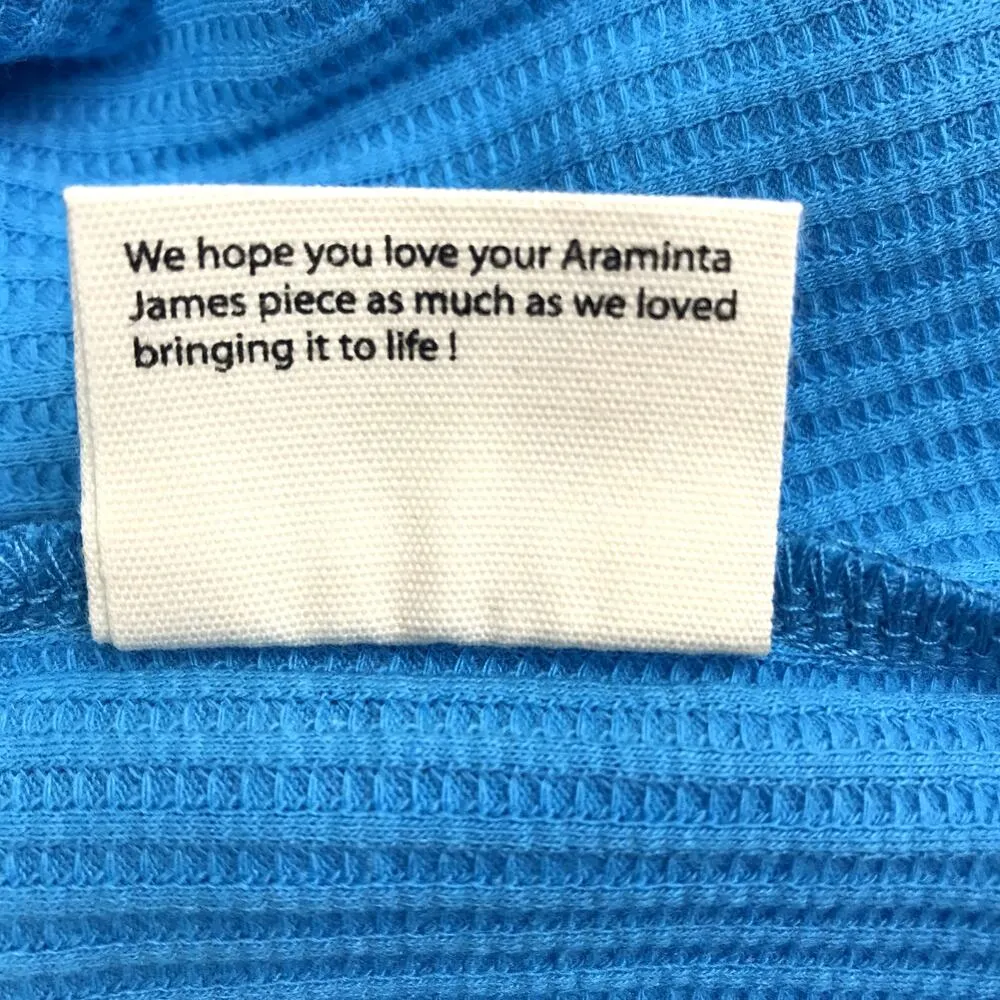 We hope you love your Araminta
James piece as much as we loved
bringing it to life !